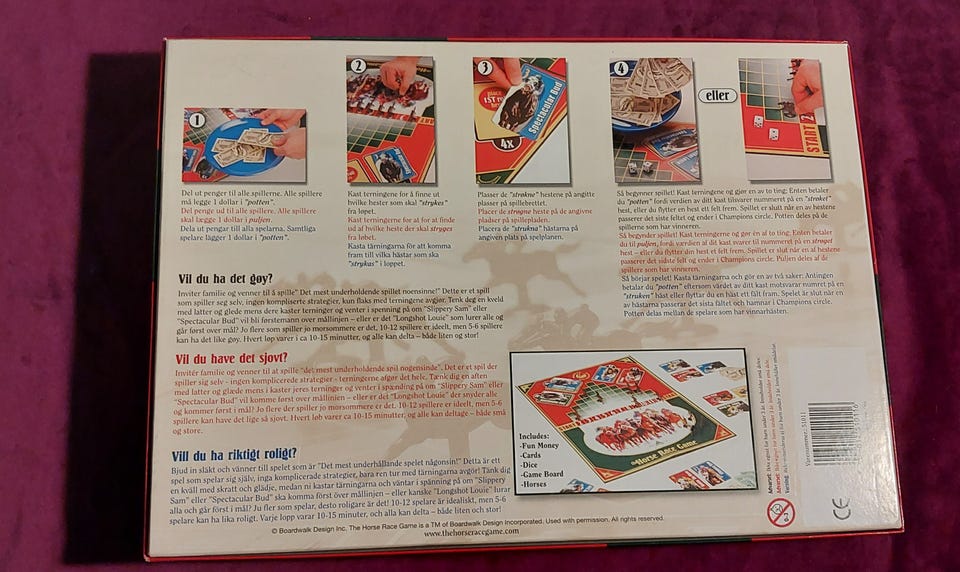 1
Del ut penger til alle spillerne. Alle spillere
må legge 1 dollar i "potten".
Del penge ud til alle spillere. Alle spillere
skal lægge 1 dollar i puljen.
Dela ut pengar till alla spelarna. Samtliga
spelare lägger 1 dollar i "potten".
2
START
Kast terningene for å finne ut
hvilke hester som skal "strykes"
fra løpet.
Kast terningerne for at for at finde
ud af hvilke heste der skal stryges
fra løbet.
Kasta tärningarna för att komma
fram till vilka hästar som ska
"strykas" i loppet.
3
1ST
4X
Spectacular Bud
Plasser de "strøkne" hestene på angitte
plasser på spillebrettet.
Placer de strøgne heste på de angivne
pladser på spillepladen.
Placera de "strukna" hästarna på
angiven plats på spelplanen.
4
eller
START 2
Så begynner spillet! Kast terningene og gjør en av to ting: Enten betaler
du "potten" fordi verdien av ditt kast tilsvarer nummeret på en "strøket"
hest, eller du flytter en hest ett felt frem. Spillet er slutt når en av hestene
passerer det siste feltet og ender i Champions circle. Potten deles på de
spillerne som har vinneren.
Så begynder spillet! Kast terningerne og gør en af to ting: Enten betaler
du til puljen, fordi værdien af dit kast svarer til nummeret på en strøget
hest – eller du flytter din hest et felt frem. Spillet er slut når en af hestene
passerer det sidste felt og ender i Champions circle. Puljen deles af de
spillere som har vinneren.
Så börjar spelet! Kasta tärningarna och gör en av två saker: Antingen
betalar du "potten" eftersom värdet av ditt kast motsvarar numret på en
"struken" häst eller flyttar du en häst ett fält fram. Spelet är slut när en
av hästarna passerat det sista fältet och hamnar i Champions circle.
Potten delas mellan de spelare som har vinnarhästen.
Vil du ha det gøy?
Inviter familie og venner til å spille " Det mest underholdende spillet noensinne!" Dette er et spill
som spiller seg selv, ingen kompliserte strategier, kun flaks med terningene avgjør. Tenk deg en kveld
med latter og glede mens dere kaster terninger og venter i spenning på om "Slippery Sam" eller
"Spectacular Bud" vil bli førstemann over mållinjen – eller er det "Longshot Louie" som lurer alle og
går først over mål? Jo flere som spiller jo morsommere er det, 10-12 spillere er ideelt, men 5-6 spillere
kan ha det like gøy. Hvert løp varer i ca 10-15 minutter, og alle kan delta – både liten og stor!
Vil du have det sjovt?
Invitér familie og venner til at spille "det mest underholdende spil nogensinde". Det er et spil der
spiller sig selv - ingen komplicerede strategier - terningerne afgør det hele. Tænk dig en aften
med latter og glæde mens i kaster jeres terninger og venter i spænding på om "Slippery Sam" eller
"Spectacular Bud" vil komme først over mållinjen – eller er det "Longshot Louie" der snyder alle
og kommer først i mål? Jo flere der spiller jo morsommere er det. 10-12 spillere er ideelt, men 5-6
spillere kan have det lige så sjovt. Hvert løb varer ca. 10-15 minutter, og alle kan deltage – både små
og store.
Vill du ha riktigt roligt?
Bjud in släkt och vänner till spelet som är "Det mest underhållande spelet någonsin!" Detta är ett
spel som spelar sig självt, inga komplicerade strategier, bara ren tur med tärningarna avgör! Tänk dig
en kväll med skratt och glädje, medan ni kastar tärningarna och väntar i spänning på om "Slippery
Sam" eller "Spectacular Bud" ska komma först över mållinjen – eller kanske "Longshot Louie" lurar
alla och går först i mål? Ju fler som spelar, desto roligare är det! 10-12 spelare är idealiskt, men 5-6
spelare kan ha lika roligt. Varje lopp varar 10-15 minuter, och alla kan delta – både liten och stor!
Includes:
-Fun Money
-Cards
-Dice
-Game Board
-Horses
The Horse Race Game
Varenummer: 51011
0-3
CE
© Boardwalk Design Inc. The Horse Race Game is a TM of Boardwalk Design Incorporated. Used with permission. All rights reserved.
www.thehorseracegame.com